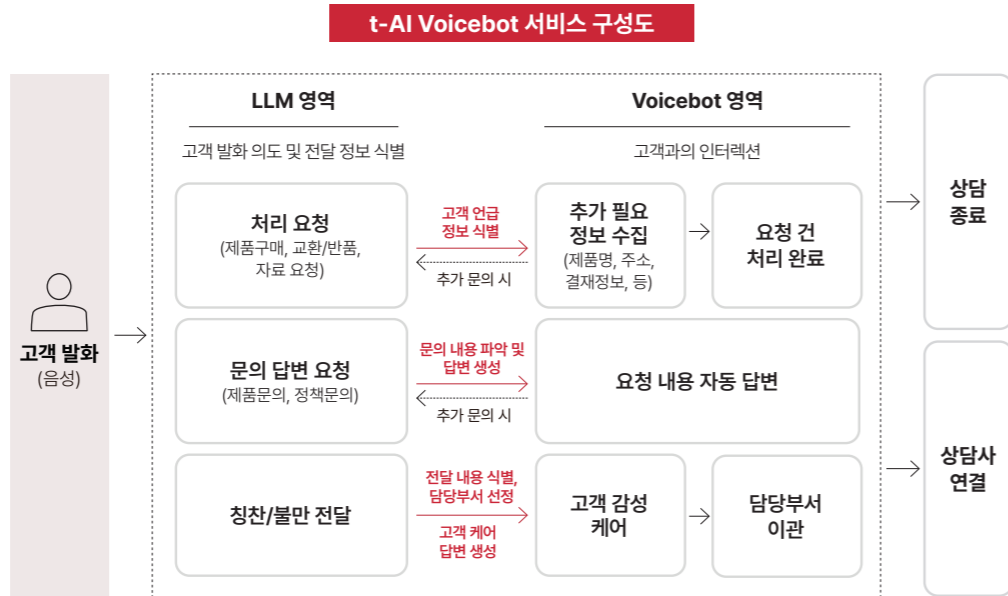 t-AI Voicebot 서비스 구성도
LLM 영역
고객 발화 의도 및 전달 정보 식별
Voicebot 영역
고객과의 인터렉션
고객 발화
(음성)
처리 요청
(제품구매, 교환/반품,
자료 요청)
고객 언급
정보 식별
추가 문의 시
추가 필요
정보 수집
(제품명, 주소,
결재정보, 등)
요청 건
처리 완료
문의 답변 요청
(제품문의, 정책문의)
문의 내용 파악 및
답변 생성
추가 문의 시
요청 내용 자동 답변
칭찬/불만 전달
전달 내용 식별,
담당부서 선정
고객 케어
답변 생성
고객 감성
케어
담당부서
이관
상담
종료
상담사
연결